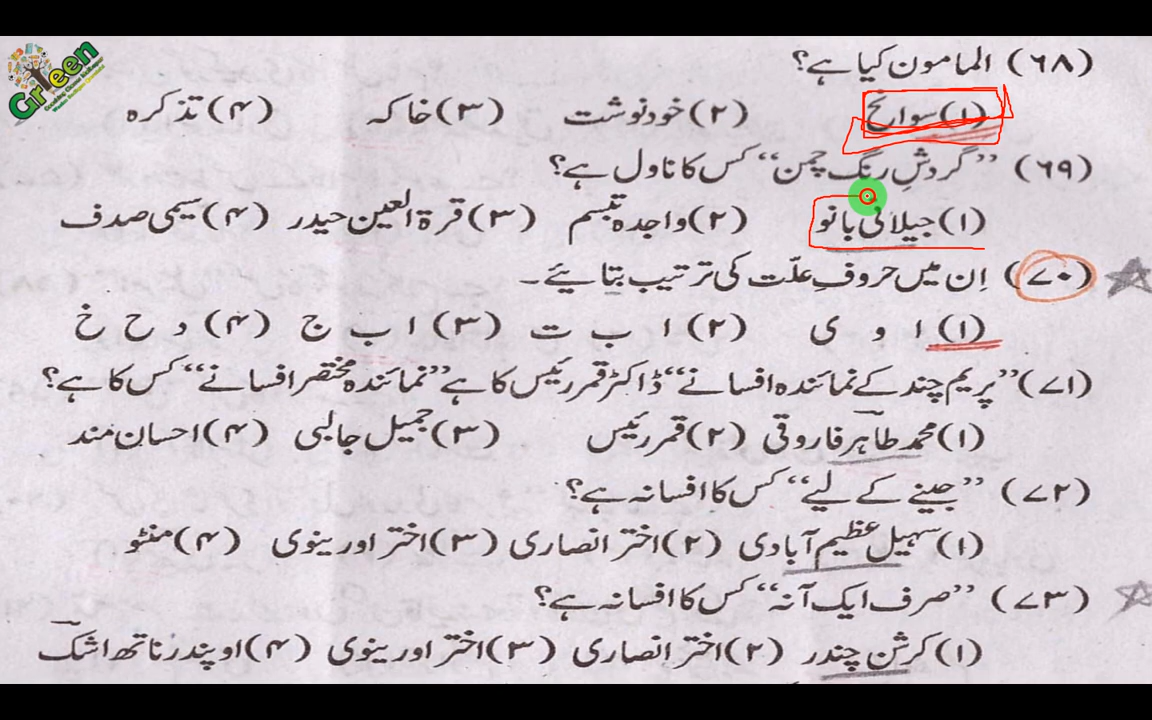 Green
(۶۸) المامون کیا ہے؟
(۱) سوانح (۲) خودنوشت (۳) خاکہ (۴) تذکرہ
(۶۹) ”گردشِ رنگ چمن“ کس کا ناول ہے؟
(۱) جیلانی بانو (۲) واجدہ تبسم (۳) قرۃ العین حیدر (۴) سیمی صدف
(۷۰) اِن میں حروفِ علّت کی ترتیب بتائیے۔
(۱) ا و ی (۲) ا ب ت (۳) ا ب ج (۴) د ح خ
(۷۱) ”پریم چند کے نمائندہ افسانے“ ڈاکٹر قمر رئیس کا ہے ”نمائندہ مختصر افسانے“ کس کا ہے؟
(۱) محمد طاہر فاروقی (۲) قمر رئیس (۳) جمیل جالبی (۴) احسان مند
(۷۲) ”جینے کے لیے“ کس کا افسانہ ہے؟
(۱) سہیل عظیم آبادی (۲) اختر انصاری (۳) اختر اورینوی (۴) منٹو
(۷۳) ”صرف ایک آنہ“ کس کا افسانہ ہے؟
(۱) کرشن چندر (۲) اختر انصاری (۳) اختر اورینوی (۴) اوپندر ناتھ اشک